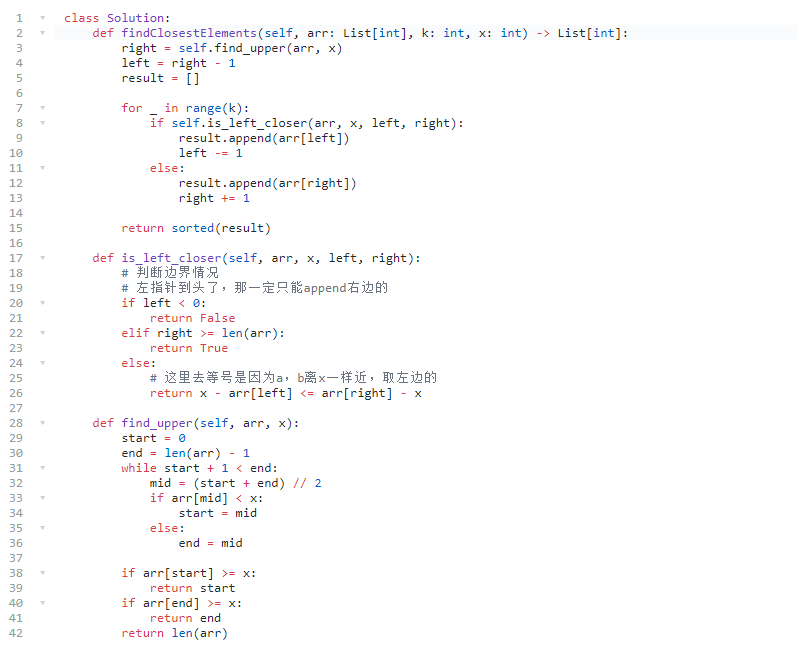 1 class Solution:
2     def findClosestElements(self, arr: List[int], k: int, x: int) -> List[int]:
3         right = self.find_upper(arr, x)
4         left = right - 1
5         result = []
6
7         for _ in range(k):
8             if self.is_left_closer(arr, x, left, right):
9                 result.append(arr[left])
10                 left -= 1
11             else:
12                 result.append(arr[right])
13                 right += 1
14
15         return sorted(result)
16
17     def is_left_closer(self, arr, x, left, right):
18         # 判断边界情况
19         # 左指针到头了，那一定只能append右边的
20         if left < 0:
21             return False
22         elif right >= len(arr):
23             return True
24         else:
25             # 这里去等号是因为a，b离x一样近，取左边的
26             return x - arr[left] <= arr[right] - x
27
28     def find_upper(self, arr, x):
29         start = 0
30         end = len(arr) - 1
31         while start + 1 < end:
32             mid = (start + end) // 2
33             if arr[mid] < x:
34                 start = mid
35             else:
36                 end = mid
37
38         if arr[start] >= x:
39             return start
40         if arr[end] >= x:
41             return end
42         return len(arr)